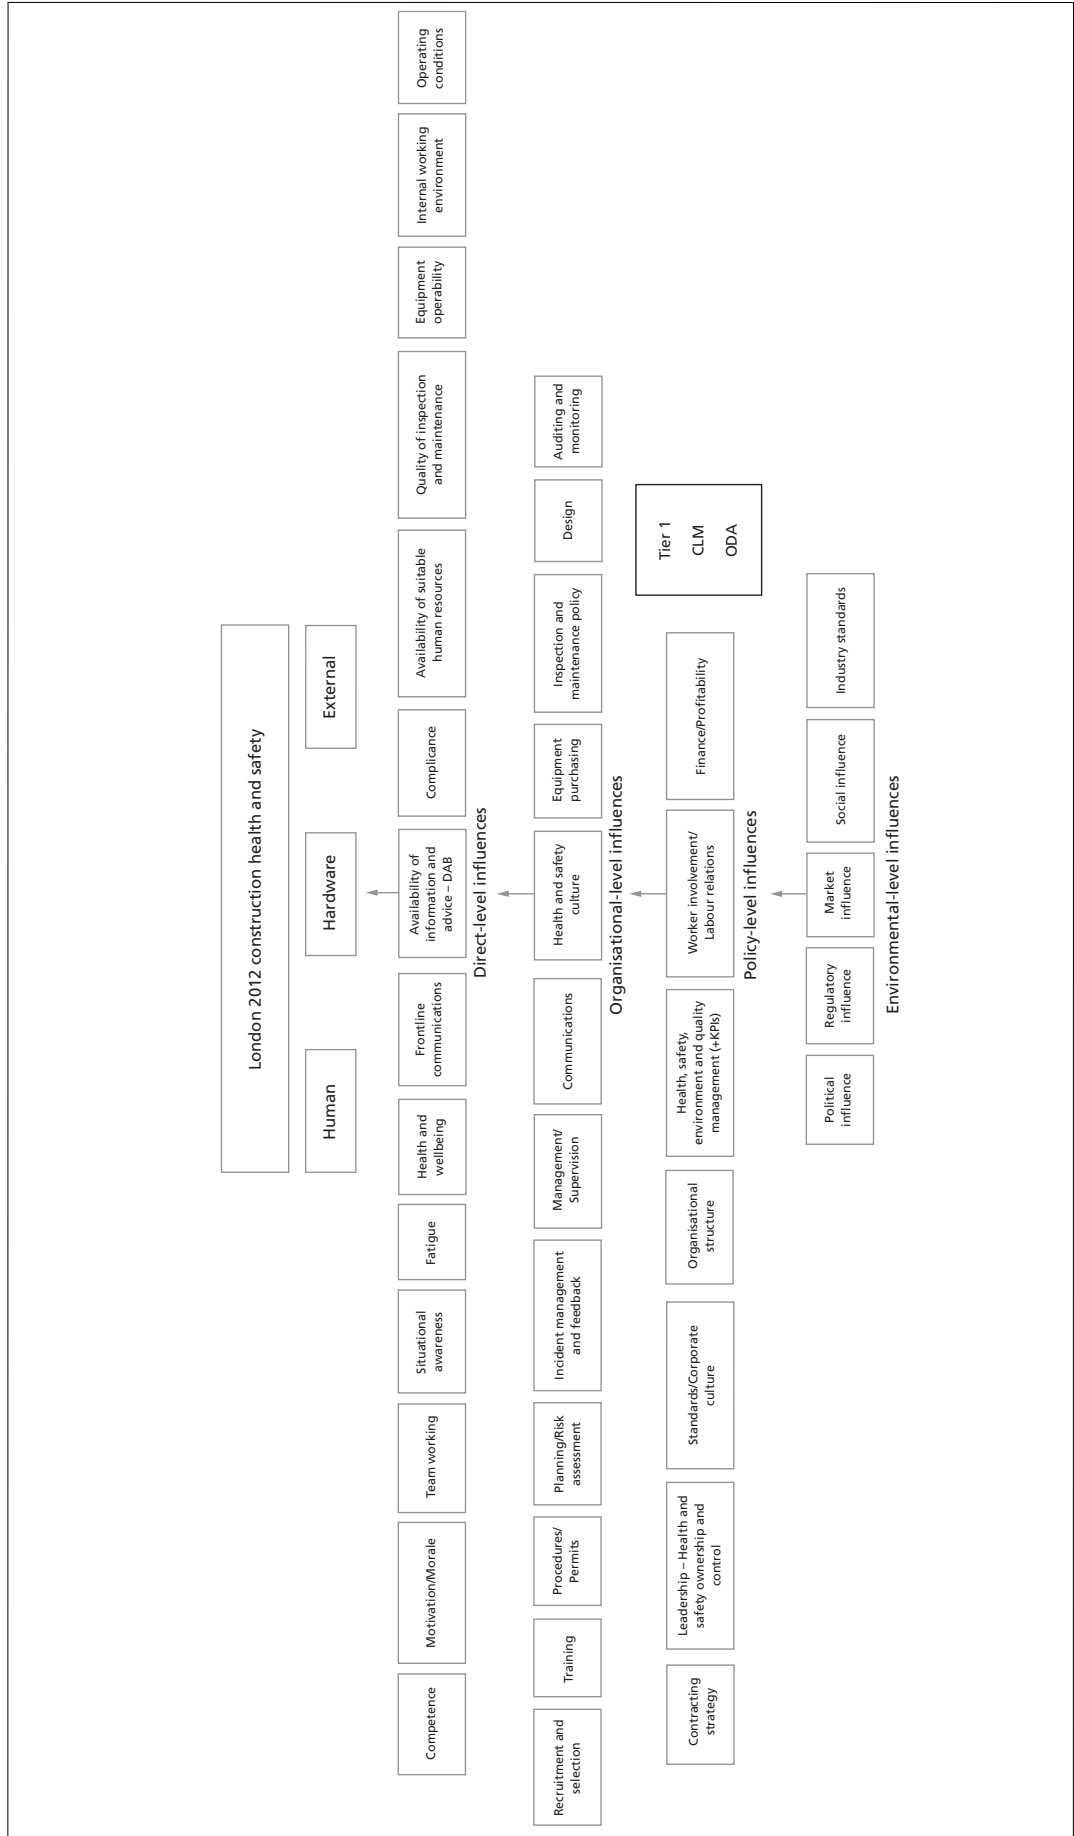 London 2012 construction health and safety
Human
Hardware
External
Competence
Motivation/Morale
Team working
Situational
awareness
Fatigue
Health and
wellbeing
Frontline
communications
Availability of
information and
advice – DAB
Complicance
Availability of suitable
human resources
Quality of inspection
and maintenance
Equipment
operability
Internal working
environment
Operating
conditions
Direct-level influences
Recruitment and
selection
Training
Procedures/
Permits
Planning/Risk
assessment
Incident management
and feedback
Management/
Supervision
Communications
Health and safety
culture
Equipment
purchasing
Inspection and
maintenance policy
Design
Auditing and
monitoring
Organisational-level influences
Contracting
strategy
Leadership – Health and
safety ownership and
control
Standards/Corporate
culture
Organisational
structure
Health, safety,
environment and quality
management (+KPIs)
Worker involvement/
Labour relations
Finance/Profitability
Tier 1
CLM
ODA
Policy-level influences
Political
influence
Regulatory
influence
Market
influence
Social influence
Industry standards
Environmental-level influences